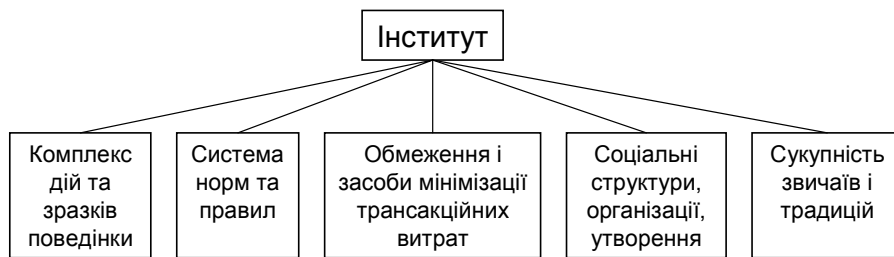 Інститут
Комплекс
дій та
зразків
поведінки
Система
норм та
правил
Обмеження і
засоби мінімізації
трансакційних
витрат
Соціальні
структури,
організації,
утворення
Сукупність
звичаїв і
традицій